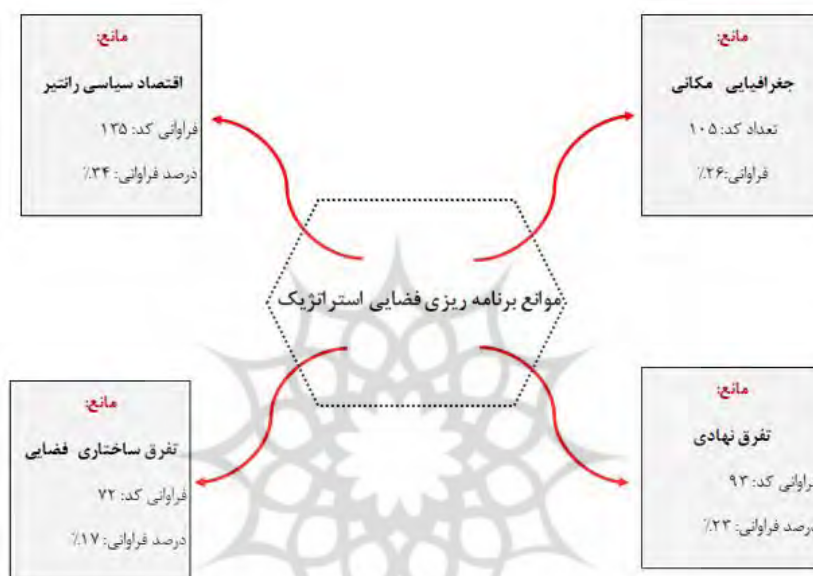 مانع:
جغرافیایی مکانی
تعداد کد: ۱۰۵
فراوانی: ۲۶٪
مانع:
اقتصاد سیاسی رانتیر
فراوانی کد: ۱۳۵
درصد فراوانی: ۳۴٪
موانع برنامه ریزی فضایی استراتژیک
مانع:
تفرق نهادی
فراوانی کد: ۹۳
درصد فراوانی: ۲۳٪
مانع:
تفرق ساختاری فضایی
فراوانی کد: ۷۲
درصد فراوانی: ۱۷٪